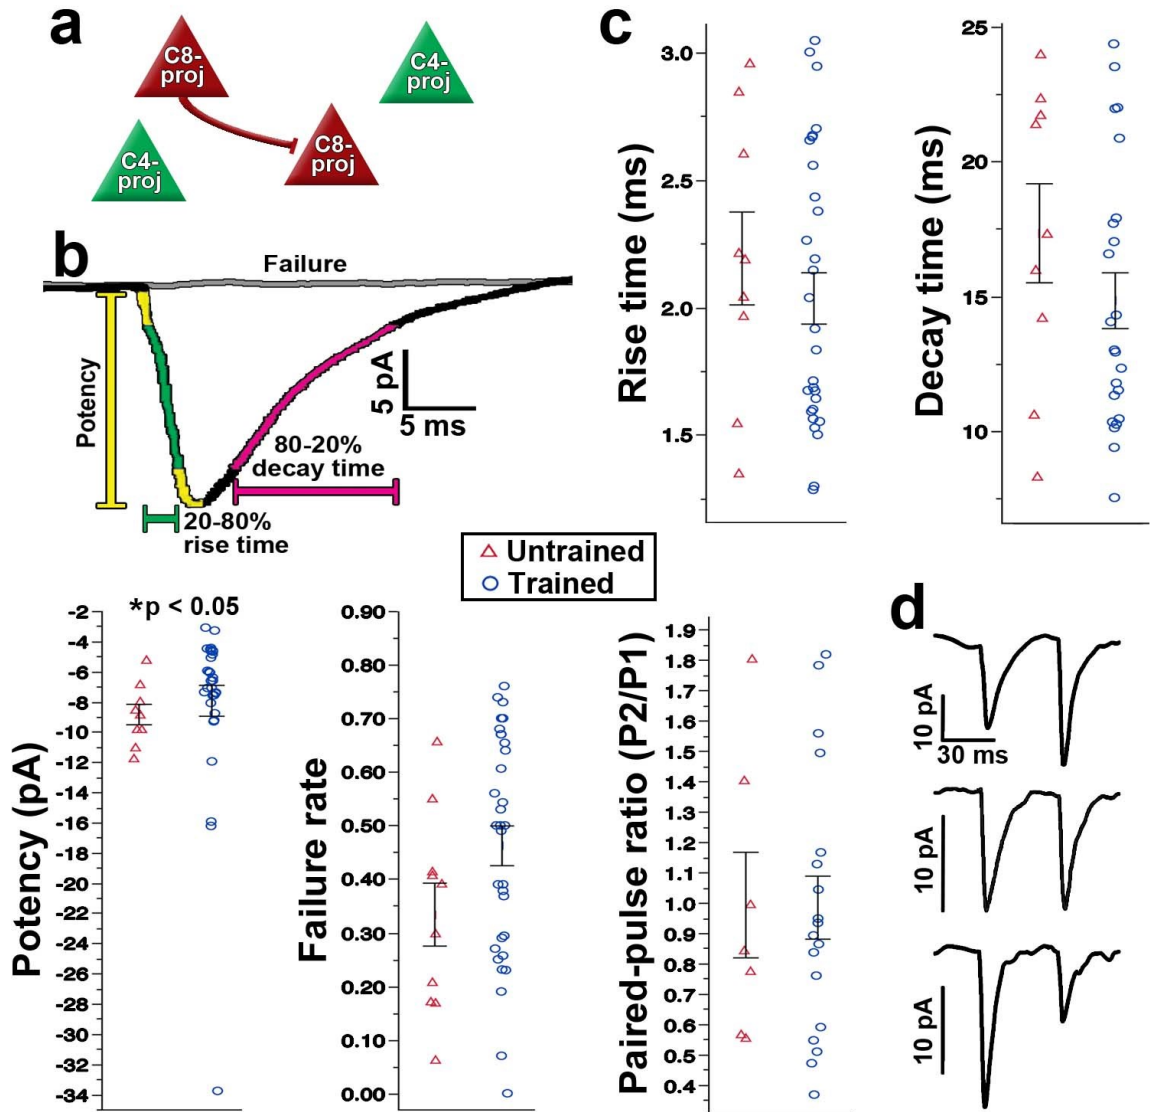 a
C8-
proj
C4-
proj
C8-
proj
C4-
proj
b
Failure
Potency
5 pA
5 ms
80-20%
decay time
20-80%
rise time
c
Rise time (ms)
3.0
2.5
2.0
1.5
Decay time (ms)
25
20
15
10
Untrained
Trained
Potency (pA)
*p < 0.05
-2
-4
-6
-8
-10
-12
-14
-16
-18
-20
-22
-24
-26
-28
-30
-32
-34
Failure rate
0.90
0.80
0.70
0.60
0.50
0.40
0.30
0.20
0.10
0.00
Paired-pulse ratio (P2/P1)
1.9
1.8
1.7
1.6
1.5
1.4
1.3
1.2
1.1
1.0
0.9
0.8
0.7
0.6
0.5
0.4
d
10 pA
30 ms
10 pA
10 pA